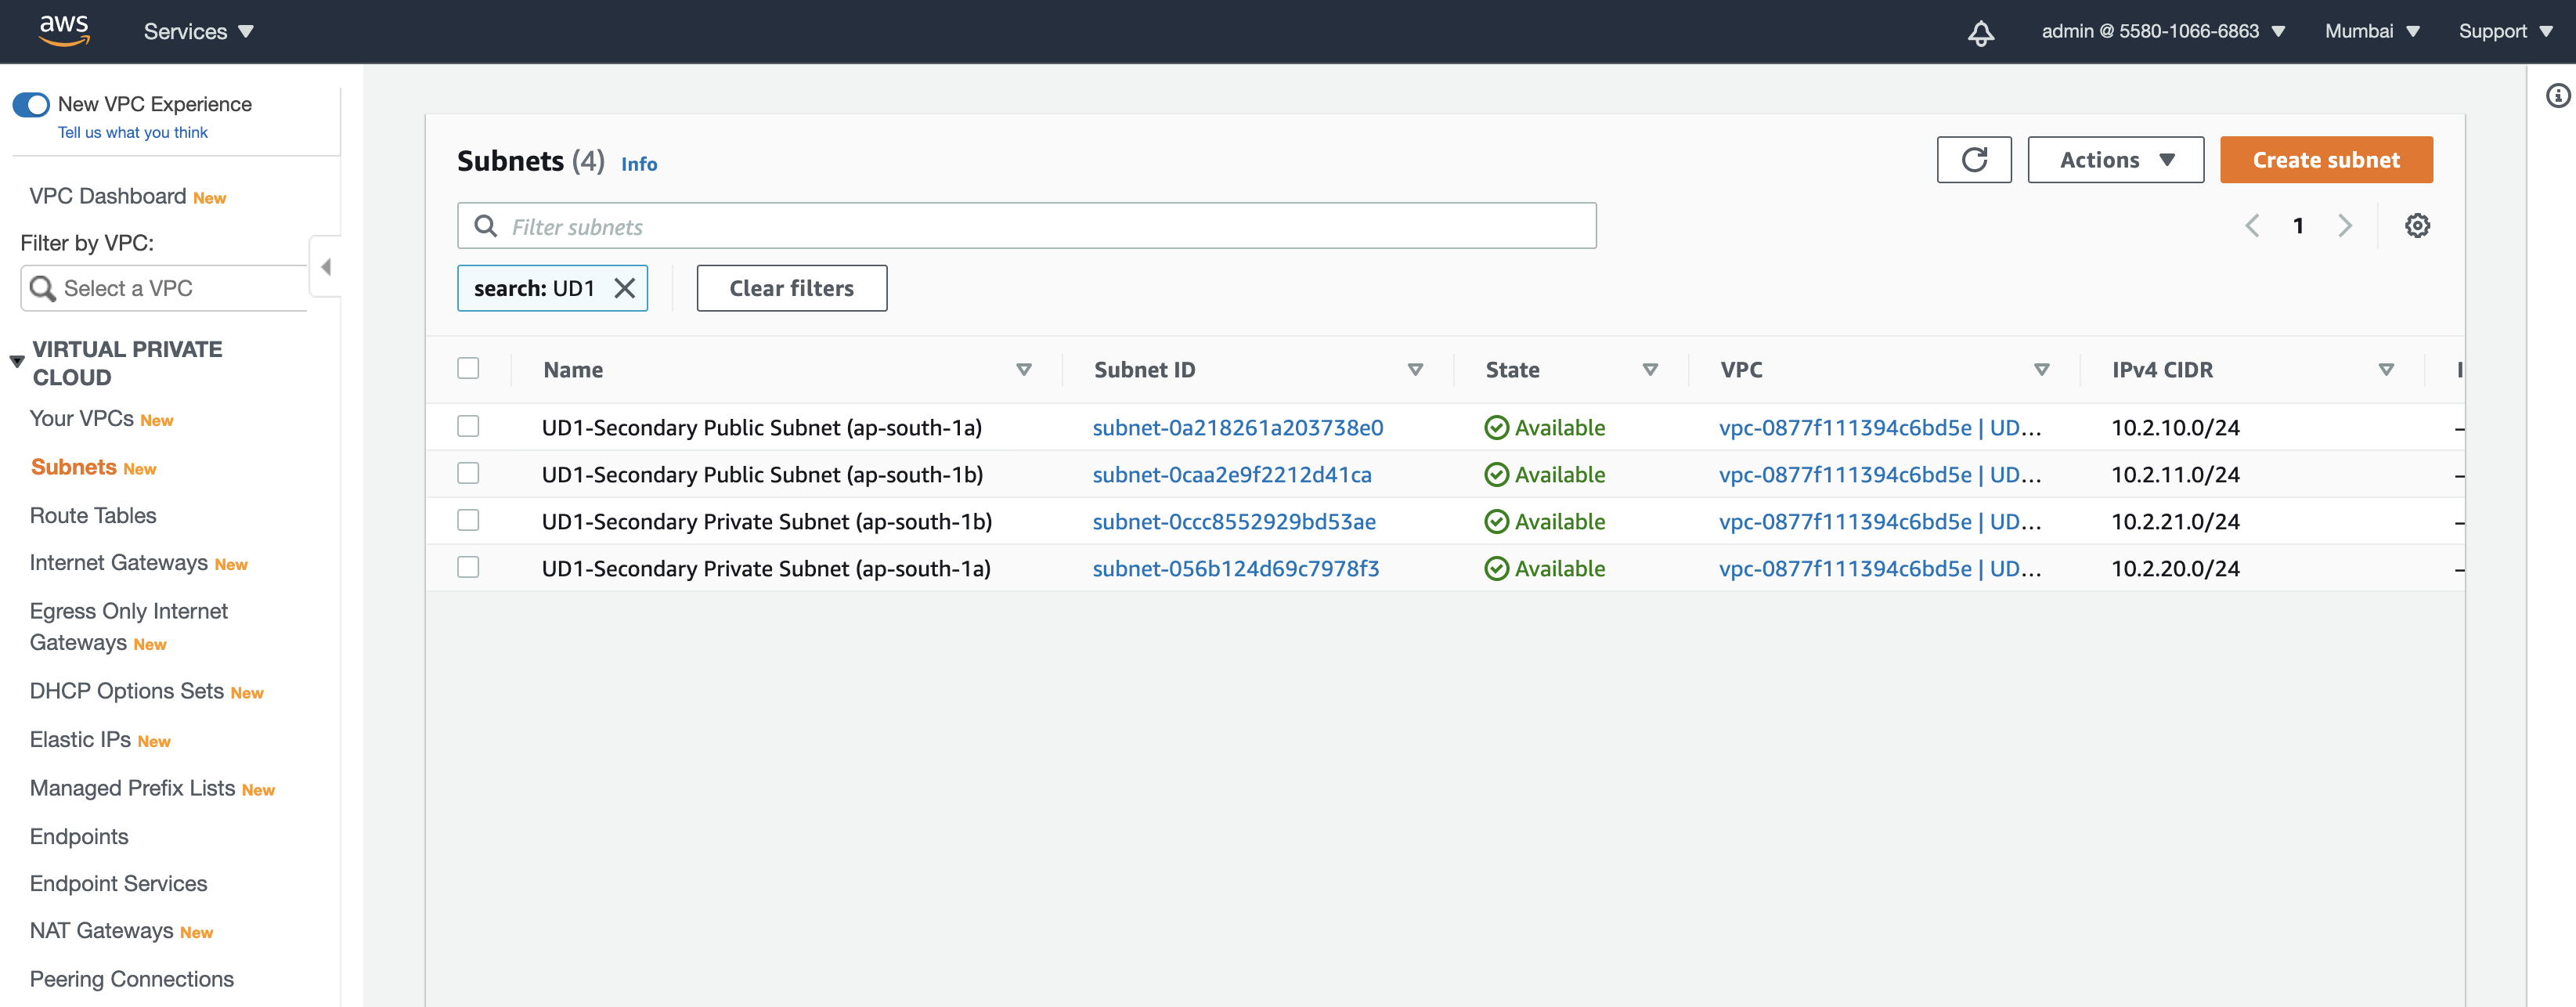 aws Services admin @ 5580-1066-6863 Mumbai Support
New VPC Experience
Tell us what you think
VPC Dashboard New
Filter by VPC:
Select a VPC
VIRTUAL PRIVATE
CLOUD
Your VPCs New
Subnets New
Route Tables
Internet Gateways New
Egress Only Internet
Gateways New
DHCP Options Sets New
Elastic IPs New
Managed Prefix Lists New
Endpoints
Endpoint Services
NAT Gateways New
Peering Connections
Subnets (4) Info
Actions Create subnet
Filter subnets
1
search: UD1 Clear filters
Name Subnet ID State VPC IPv4 CIDR
UD1-Secondary Public Subnet (ap-south-1a) subnet-0a218261a203738e0 Available vpc-0877f111394c6bd5e | UD... 10.2.10.0/24 –
UD1-Secondary Public Subnet (ap-south-1b) subnet-0caa2e9f2212d41ca Available vpc-0877f111394c6bd5e | UD... 10.2.11.0/24 –
UD1-Secondary Private Subnet (ap-south-1b) subnet-0ccc8552929bd53ae Available vpc-0877f111394c6bd5e | UD... 10.2.21.0/24 –
UD1-Secondary Private Subnet (ap-south-1a) subnet-056b124d69c7978f3 Available vpc-0877f111394c6bd5e | UD... 10.2.20.0/24 –